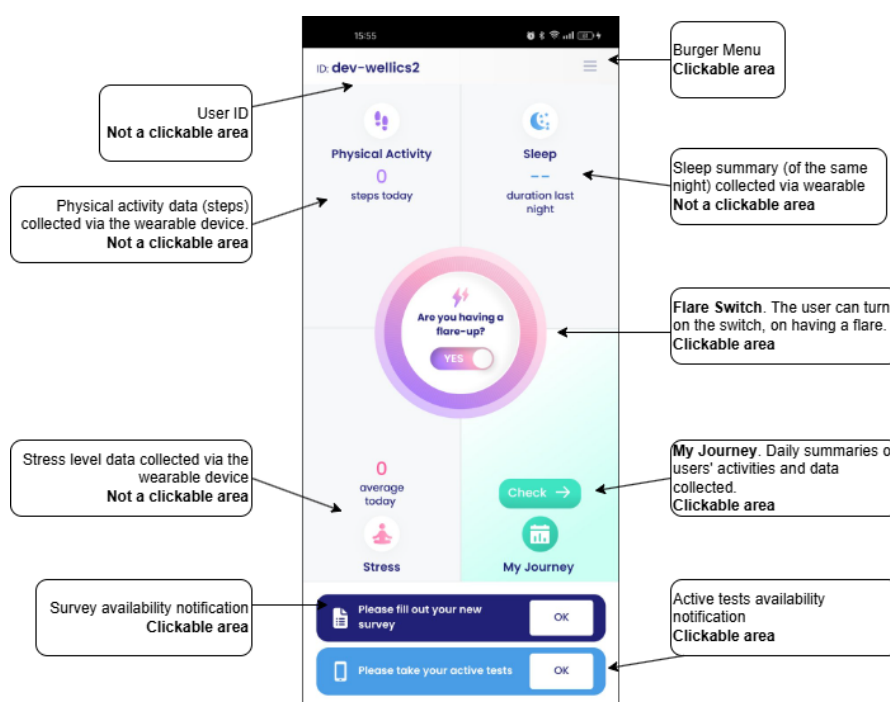 15:55
ID: dev-wellics2
Burger Menu
Clickable area
User ID
Not a clickable area
Physical Activity
0
steps today
Sleep
--
duration last
night
Sleep summary (of the same
night) collected via wearable
Not a clickable area
Physical activity data (steps)
collected via the wearable device.
Not a clickable area
Are you having a
flare-up?
YES
Flare Switch. The user can turn
on the switch, on having a flare.
Clickable area
Stress level data collected via the
wearable device
Not a clickable area
0
average
today
Stress
Check →
My Journey
My Journey. Daily summaries o
users' activities and data
collected.
Clickable area
Survey availability notification
Clickable area
Please fill out your new
survey
OK
Please take your active tests
OK
Active tests availability
notification
Clickable area